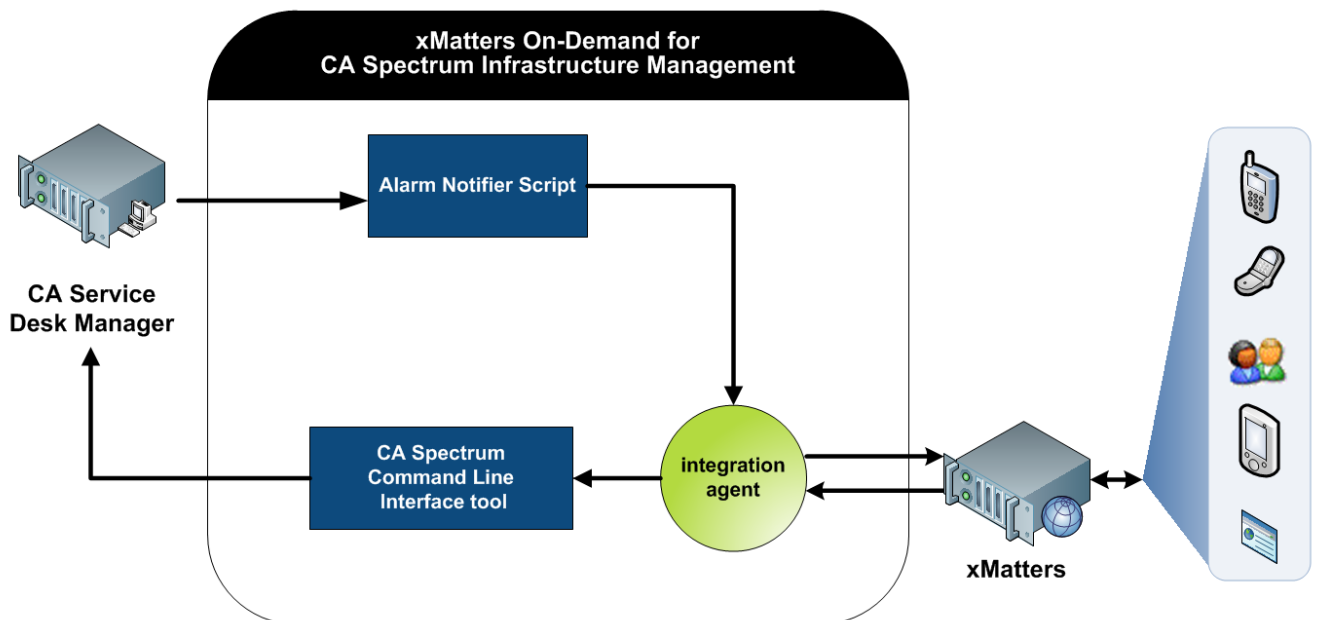 xMatters On-Demand for
CA Spectrum Infrastructure Management
Alarm Notifier Script
CA Service
Desk Manager
CA Spectrum
Command Line
Interface tool
integration
agent
xMatters